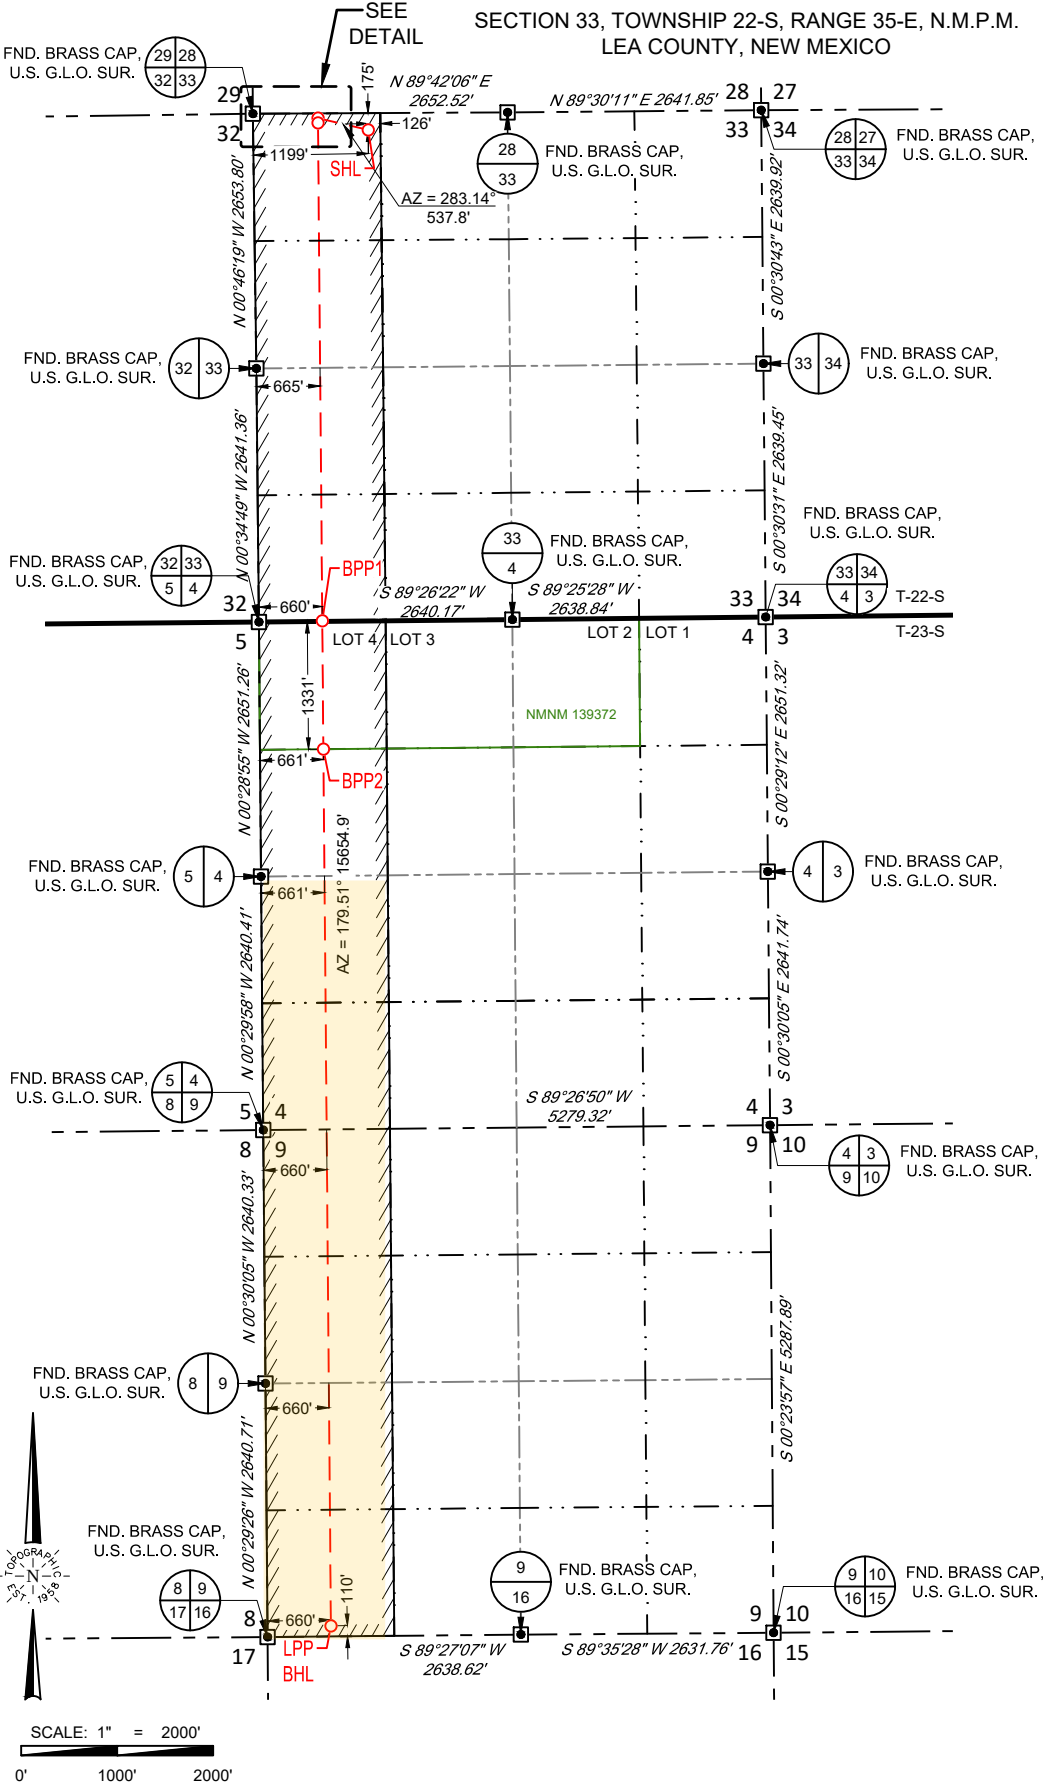 SEE
DETAIL
SECTION 33, TOWNSHIP 22-S, RANGE 35-E, N.M.P.M.
LEA COUNTY, NEW MEXICO
FND. BRASS CAP,
U.S. G.L.O. SUR.
29 28
32 33
29
32
175'
N 89°42'06" E
2652.52'
N 89°30'11" E 2641.85'
28 27
33 34
126'
1199'
SHL
AZ = 283.14°
537.8'
28
33
FND. BRASS CAP,
U.S. G.L.O. SUR.
28 27
33 34
FND. BRASS CAP,
U.S. G.L.O. SUR.
N 00°46'19" W 2653.80'
S 00°30'43" E 2639.92'
FND. BRASS CAP,
U.S. G.L.O. SUR.
32 33
665'
33 34
FND. BRASS CAP,
U.S. G.L.O. SUR.
N 00°34'49" W 2641.36'
S 00°30'31" E 2639.45'
FND. BRASS CAP,
U.S. G.L.O. SUR.
32 33
5 4
BPP1
33
4
FND. BRASS CAP,
U.S. G.L.O. SUR.
FND. BRASS CAP,
U.S. G.L.O. SUR.
33 34
4 3
32
5
660'
S 89°26'22" W
2640.17'
S 89°25'28" W
2638.84'
33 34
4 3
T-22-S
T-23-S
LOT 4
LOT 3
LOT 2
LOT 1
1331'
NMNM 139372
N 00°28'55" W 2651.26'
S 00°29'12" E 2651.32'
661'
BPP2
AZ = 179.51° 15654.9'
FND. BRASS CAP,
U.S. G.L.O. SUR.
5 4
661'
4 3
FND. BRASS CAP,
U.S. G.L.O. SUR.
N 00°29'58" W 2640.41'
S 00°30'05" E 2641.74'
FND. BRASS CAP,
U.S. G.L.O. SUR.
5 4
8 9
5 4
8 9
660'
S 89°26'50" W
5279.32'
4 3
9 10
4 3
9 10
FND. BRASS CAP,
U.S. G.L.O. SUR.
N 00°30'05" W 2640.33'
S 00°23'57" E 5287.89'
FND. BRASS CAP,
U.S. G.L.O. SUR.
8 9
660'
N 00°29'26" W 2640.71'
FND. BRASS CAP,
U.S. G.L.O. SUR.
8 9
17 16
8
17
660'
110'
LPP
BHL
S 89°27'07" W
2638.62'
9
16
FND. BRASS CAP,
U.S. G.L.O. SUR.
S 89°35'28" W 2631.76'
9 10
16 15
9 10
16 15
FND. BRASS CAP,
U.S. G.L.O. SUR.
TOPOGRAPHIC
N
EST. 1958
SCALE: 1" = 2000'
0' 1000' 2000'